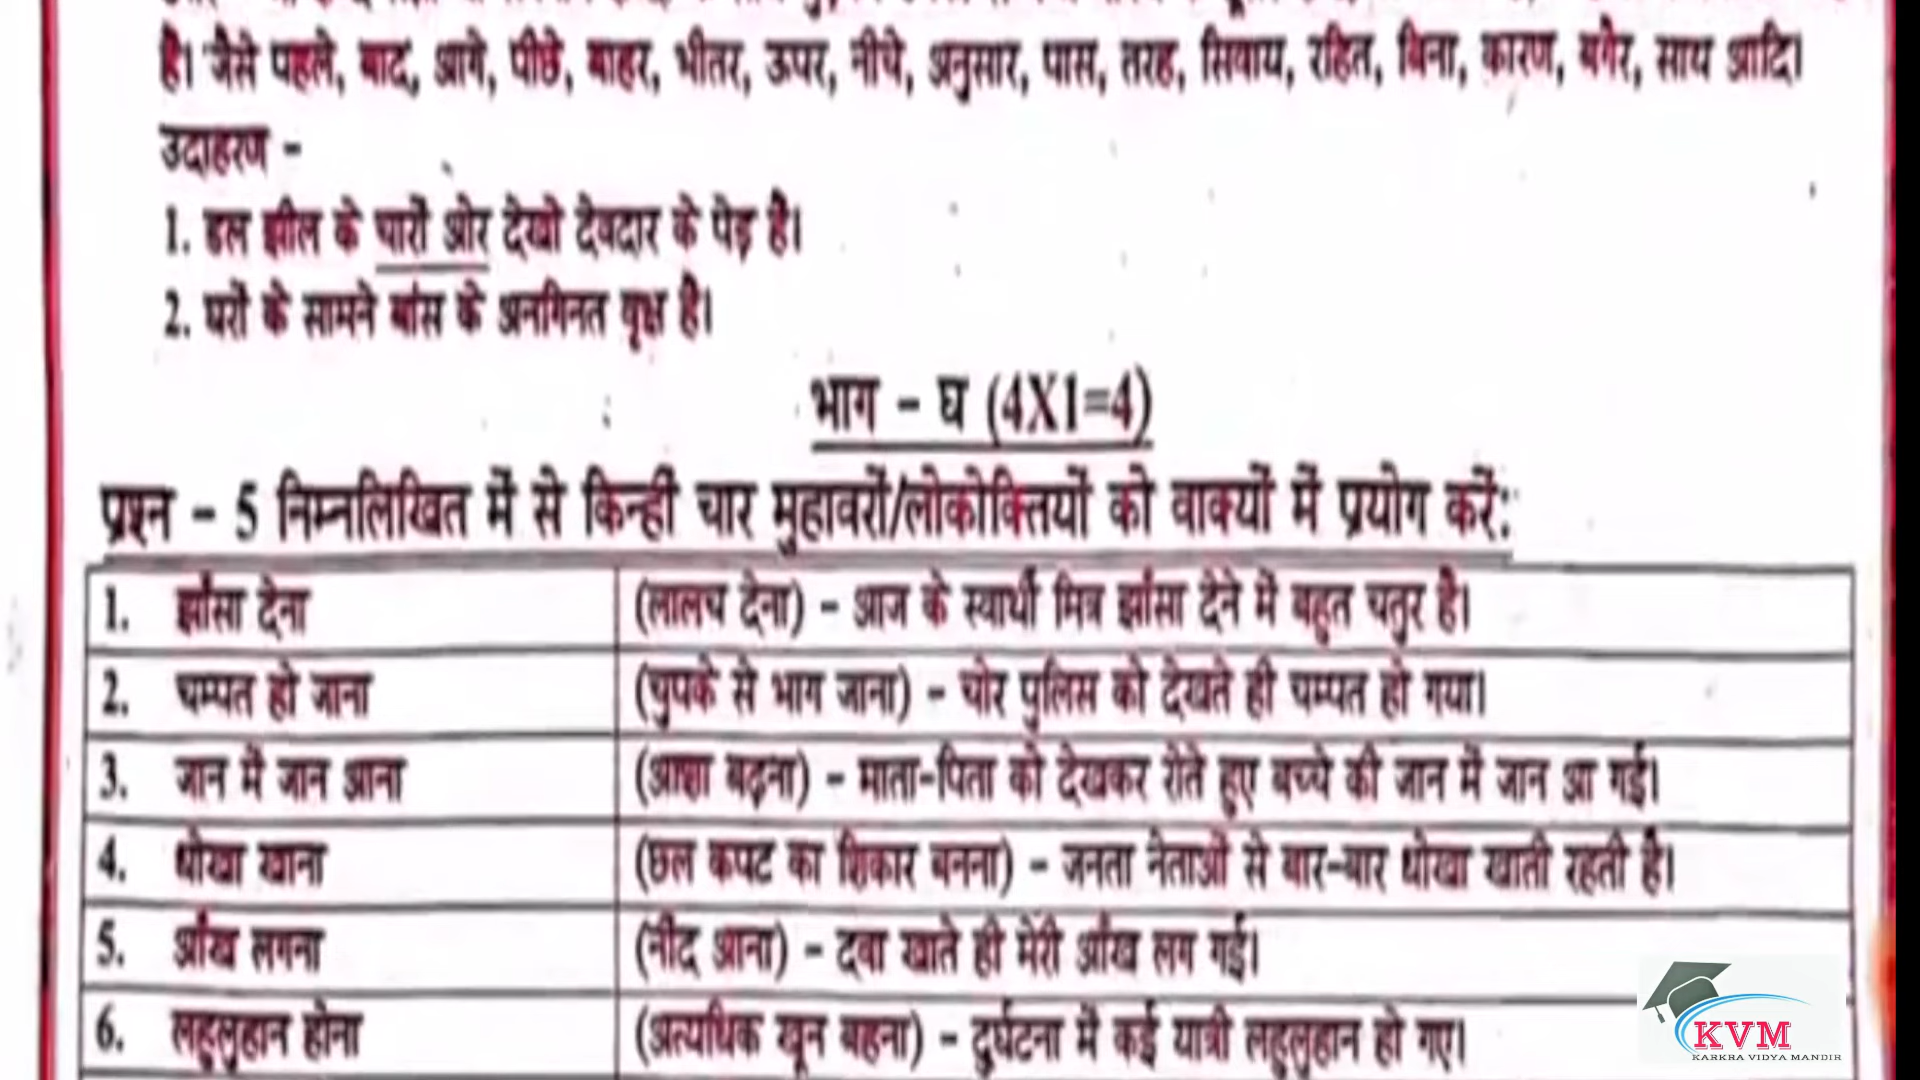 है। जैसे पहले, बाद, आगे, पीछे, बाहर, भीतर, ऊपर, नीचे, अनुसार, पास, तरह, सिवाय, रहित, बिना, कारण, बगैर, साथ आदि।
उदाहरण -
1. डल झील के चारों ओर देखो देवदार के पेड़ है।
2. घरों के सामने बांस के अनगिनत वृक्ष है।
भाग - घ (4X1=4)
प्रश्न - 5 निम्नलिखित में से किन्हीं चार मुहावरों/लोकोक्तियों को वाक्यों में प्रयोग करें:
1. झाँसा देना (लालच देना) - आज के स्वार्थी मित्र झाँसा देने में बहुत चतुर है।
2. चम्पत हो जाना (चुपके से भाग जाना) - चोर पुलिस को देखते ही चम्पत हो गया।
3. जान में जान आना (आशा बढ़ना) - माता-पिता को देखकर रोते हुए बच्चे की जान में जान आ गई।
4. धोखा खाना (छल कपट का शिकार बनना) - जनता नेताओं से बार-बार धोखा खाती रहती है।
5. आँख लगना (नींद आना) - दवा खाते ही मेरी आँख लग गई।
6. लहुलुहान होना (अत्यधिक खून बहना) - दुर्घटना में कई यात्री लहुलुहान हो गए।
KVM
KARKRA VIDYA MANDIR